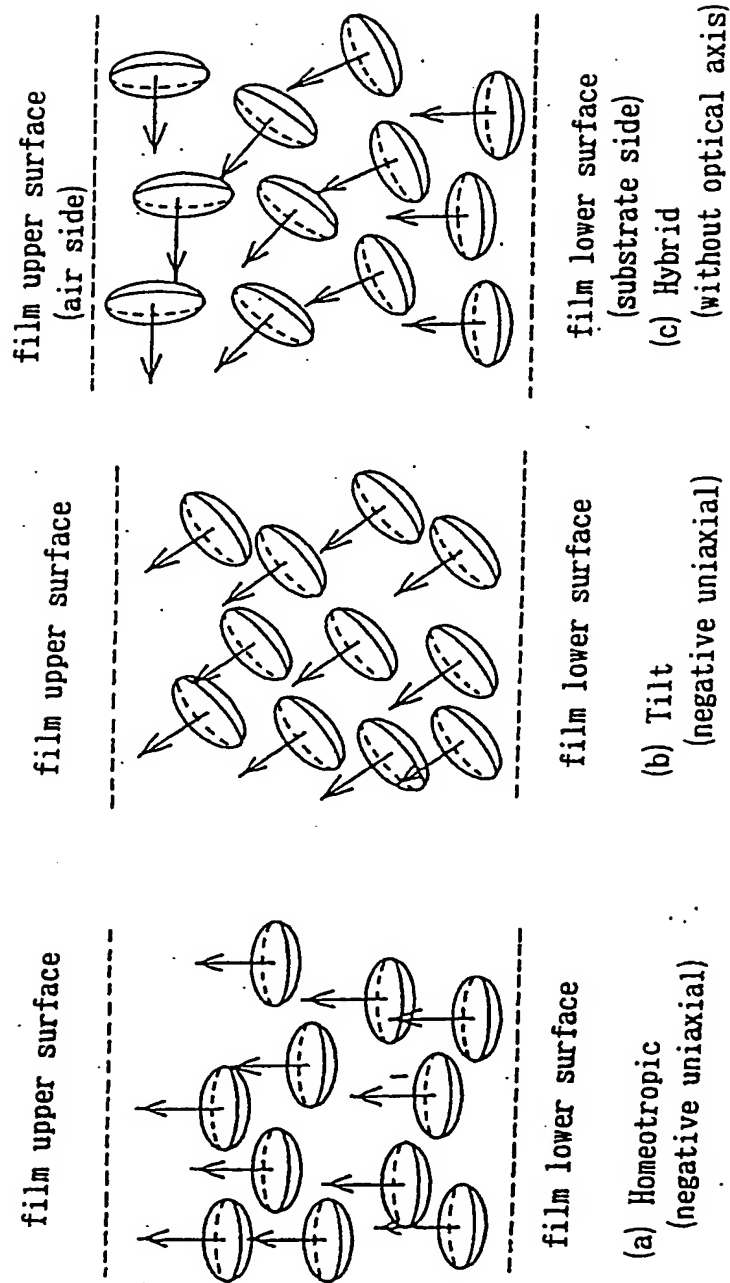 film upper surface
film lower surface
(a) Homeotropic
(negative uniaxial)
film upper surface
film lower surface
(b) Tilt
(negative uniaxial)
film upper surface
(air side)
film lower surface
(substrate side)
(c) Hybrid
(without optical axis)